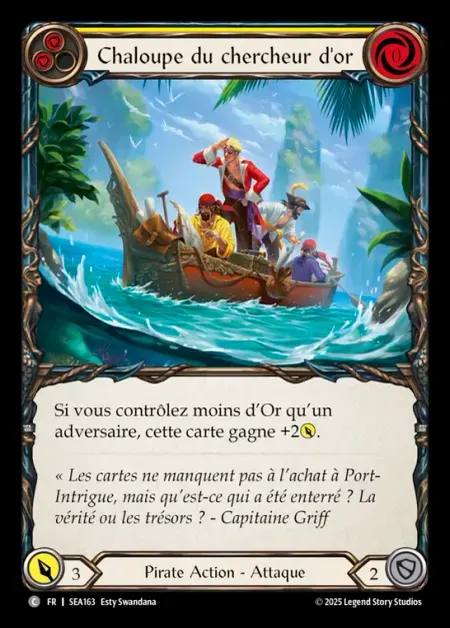 Chaloupe du chercheur d'or
0
Si vous contrôlez moins d'Or qu'un
adversaire, cette carte gagne +2.
« Les cartes ne manquent pas à l'achat à Port-
Intrigue, mais qu'est-ce qui a été enterré ? La
vérité ou les trésors ? - Capitaine Griff
3
Pirate Action - Attaque
2
C FR | SEA163 Esty Swandana
© 2025 Legend Story Studios